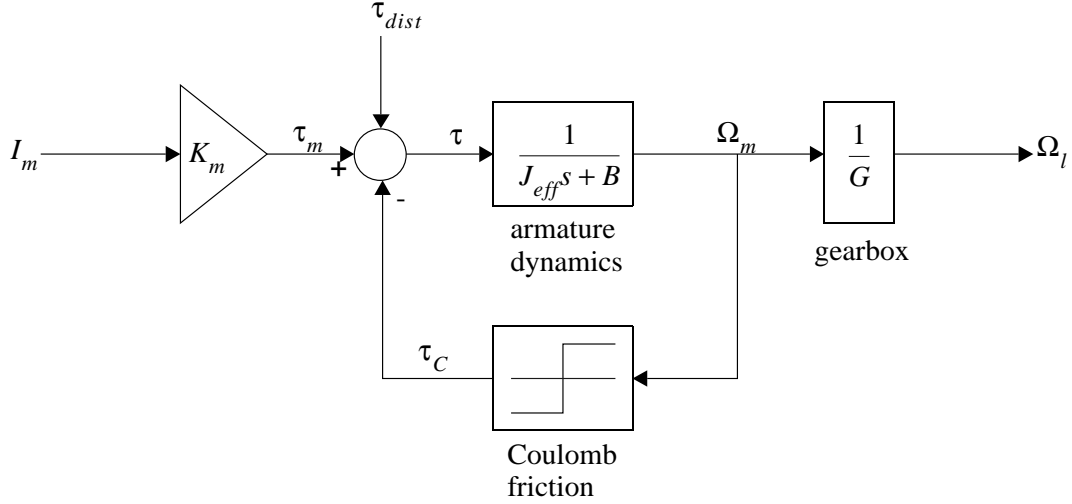 τ_dist
I_m
K_m
τ_m
+
-
τ
1
J_eff s + B
armature
dynamics
Ω_m
1
G
gearbox
Ω_l
τ_C
Coulomb
friction